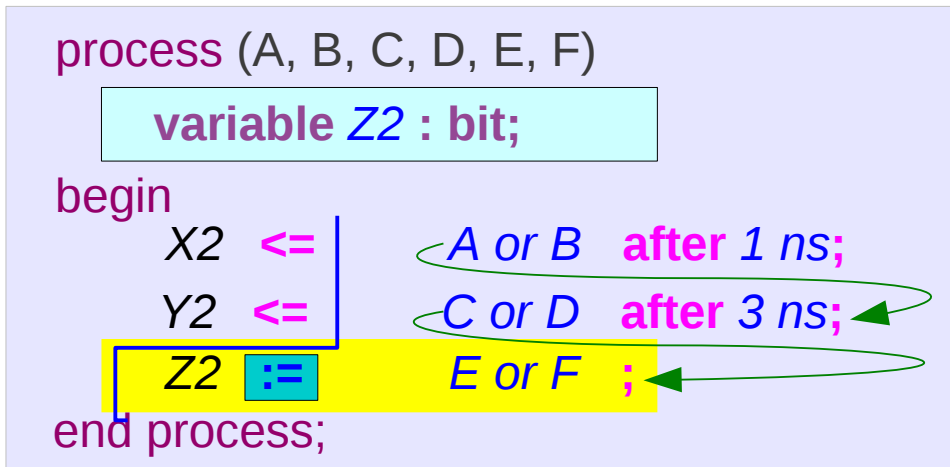 process (A, B, C, D, E, F)
variable Z2 : bit;
begin
X2 <= A or B after 1 ns;
Y2 <= C or D after 3 ns;
Z2 := E or F ;
end process;